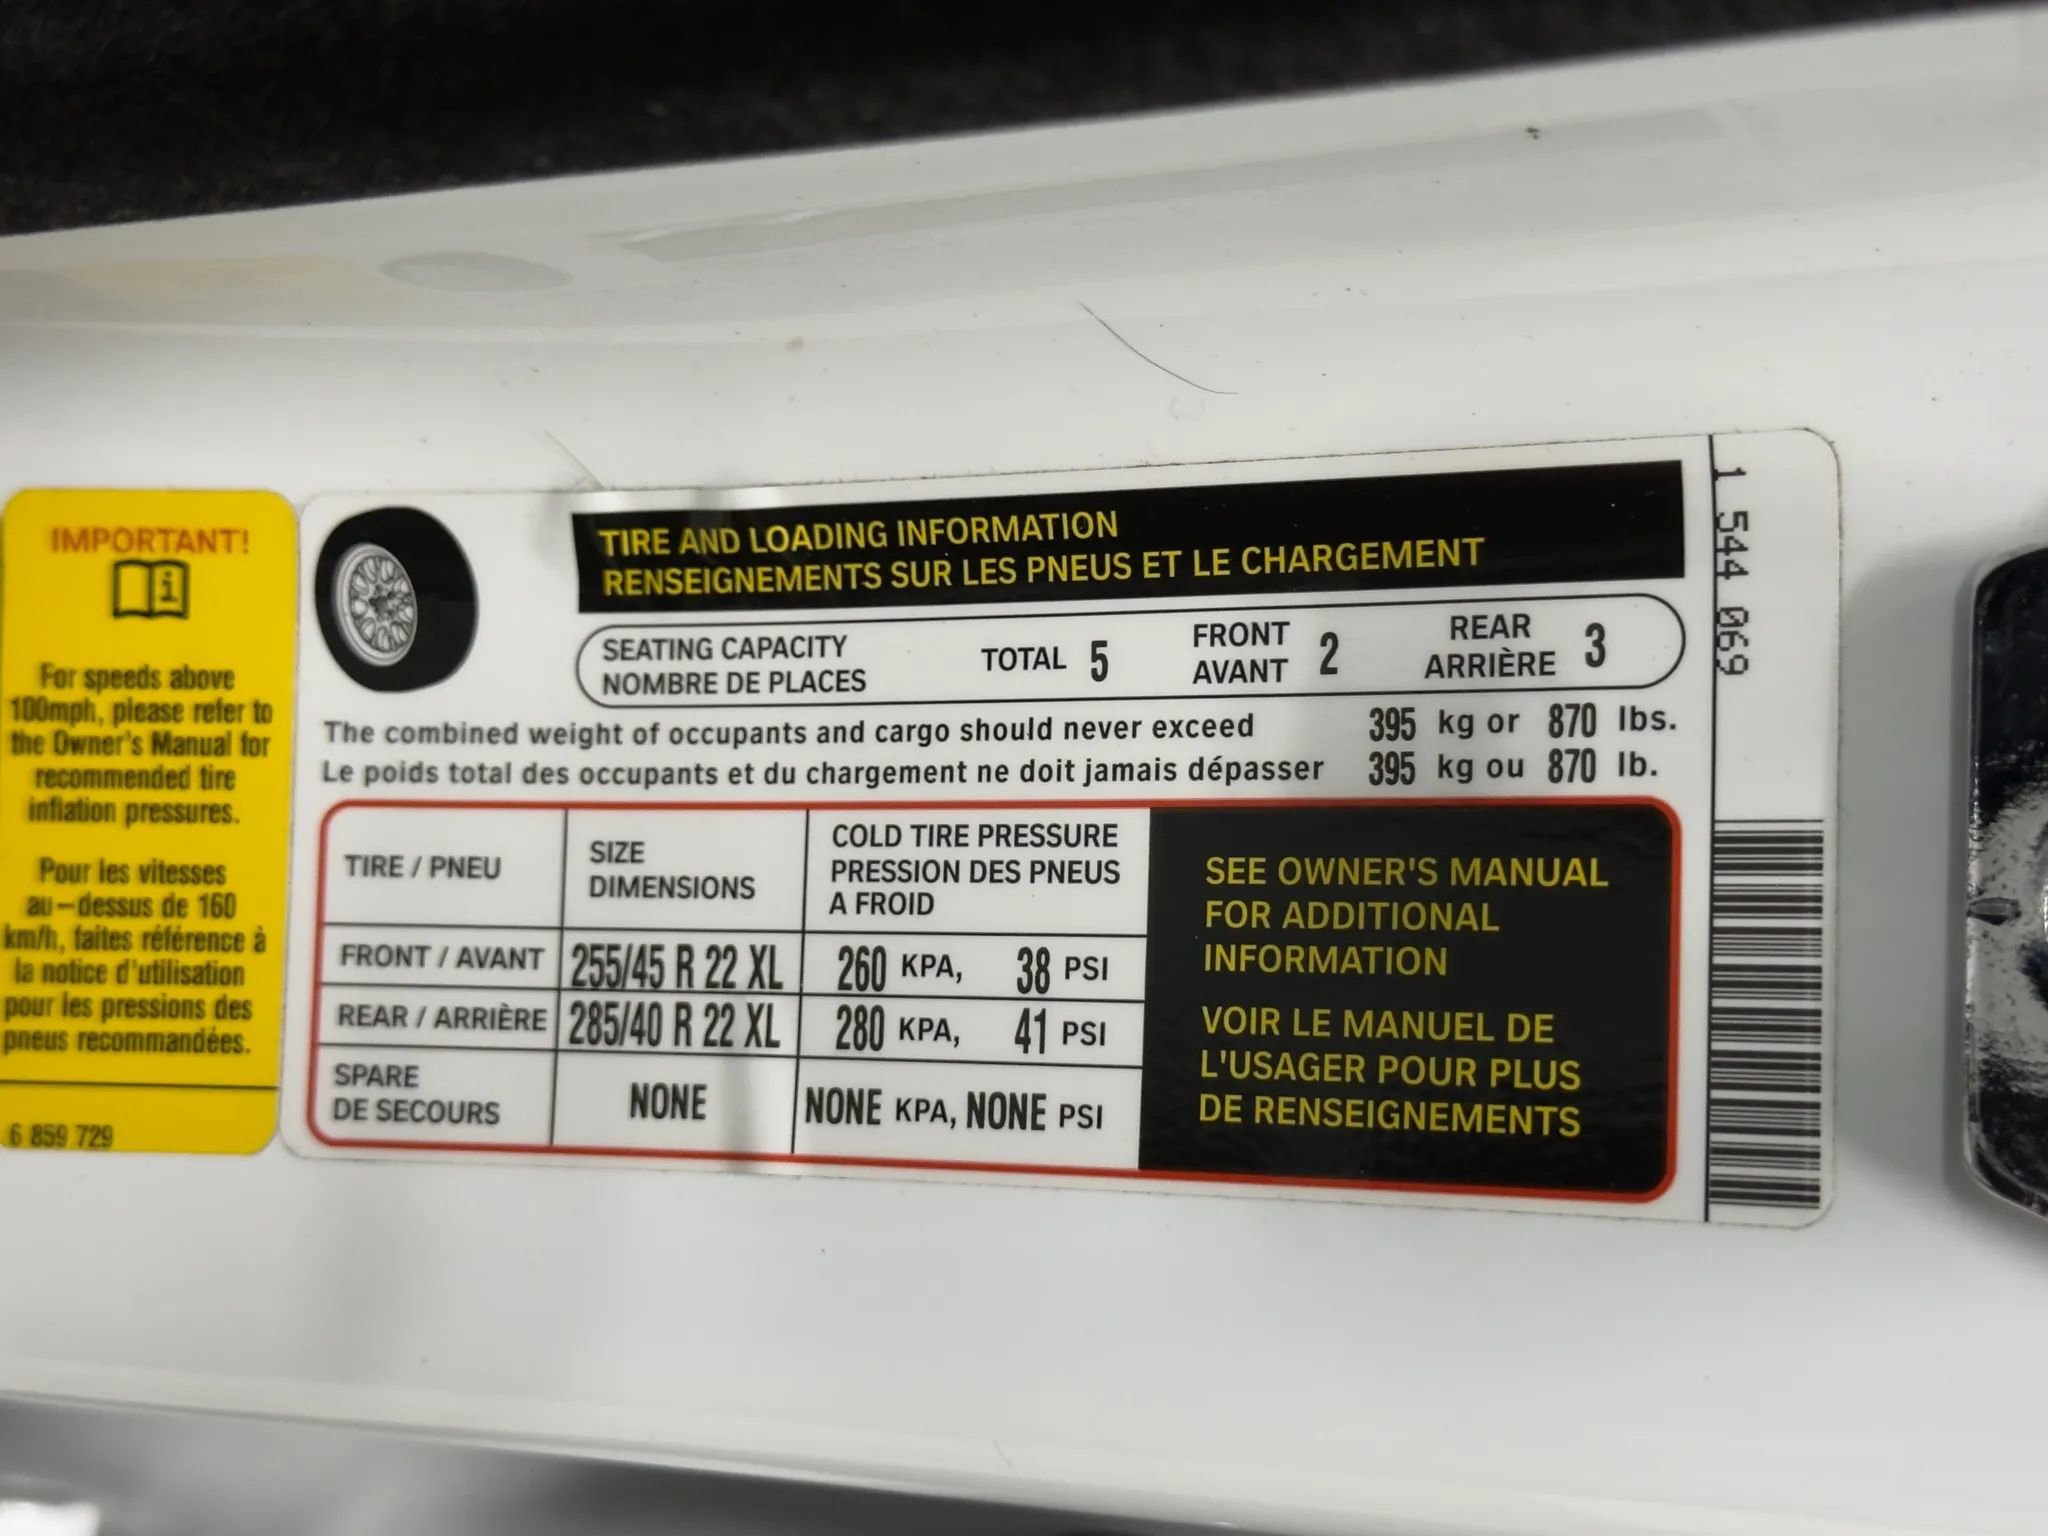 IMPORTANT!
i
For speeds above
100mph, please refer to
the Owner's Manual for
recommended tire
inflation pressures.
Pour les vitesses
au-dessus de 160
km/h, faites référence à
la notice d'utilisation
pour les pressions des
pneus recommandées.
6 859 729
TIRE AND LOADING INFORMATION
RENSEIGNEMENTS SUR LES PNEUS ET LE CHARGEMENT
SEATING CAPACITY
NOMBRE DE PLACES
TOTAL 5
FRONT
AVANT
2
REAR
ARRIÈRE
3
The combined weight of occupants and cargo should never exceed 395 kg or 870 lbs.
Le poids total des occupants et du chargement ne doit jamais dépasser 395 kg ou 870 lb.
TIRE / PNEU
SIZE
DIMENSIONS
COLD TIRE PRESSURE
PRESSION DES PNEUS
A FROID
FRONT / AVANT 255/45 R 22 XL 260 KPA, 38 PSI
REAR / ARRIÈRE 285/40 R 22 XL 280 KPA, 41 PSI
SPARE
DE SECOURS
NONE
NONE KPA, NONE PSI
SEE OWNER'S MANUAL
FOR ADDITIONAL
INFORMATION
VOIR LE MANUEL DE
L'USAGER POUR PLUS
DE RENSEIGNEMENTS
1 544 069